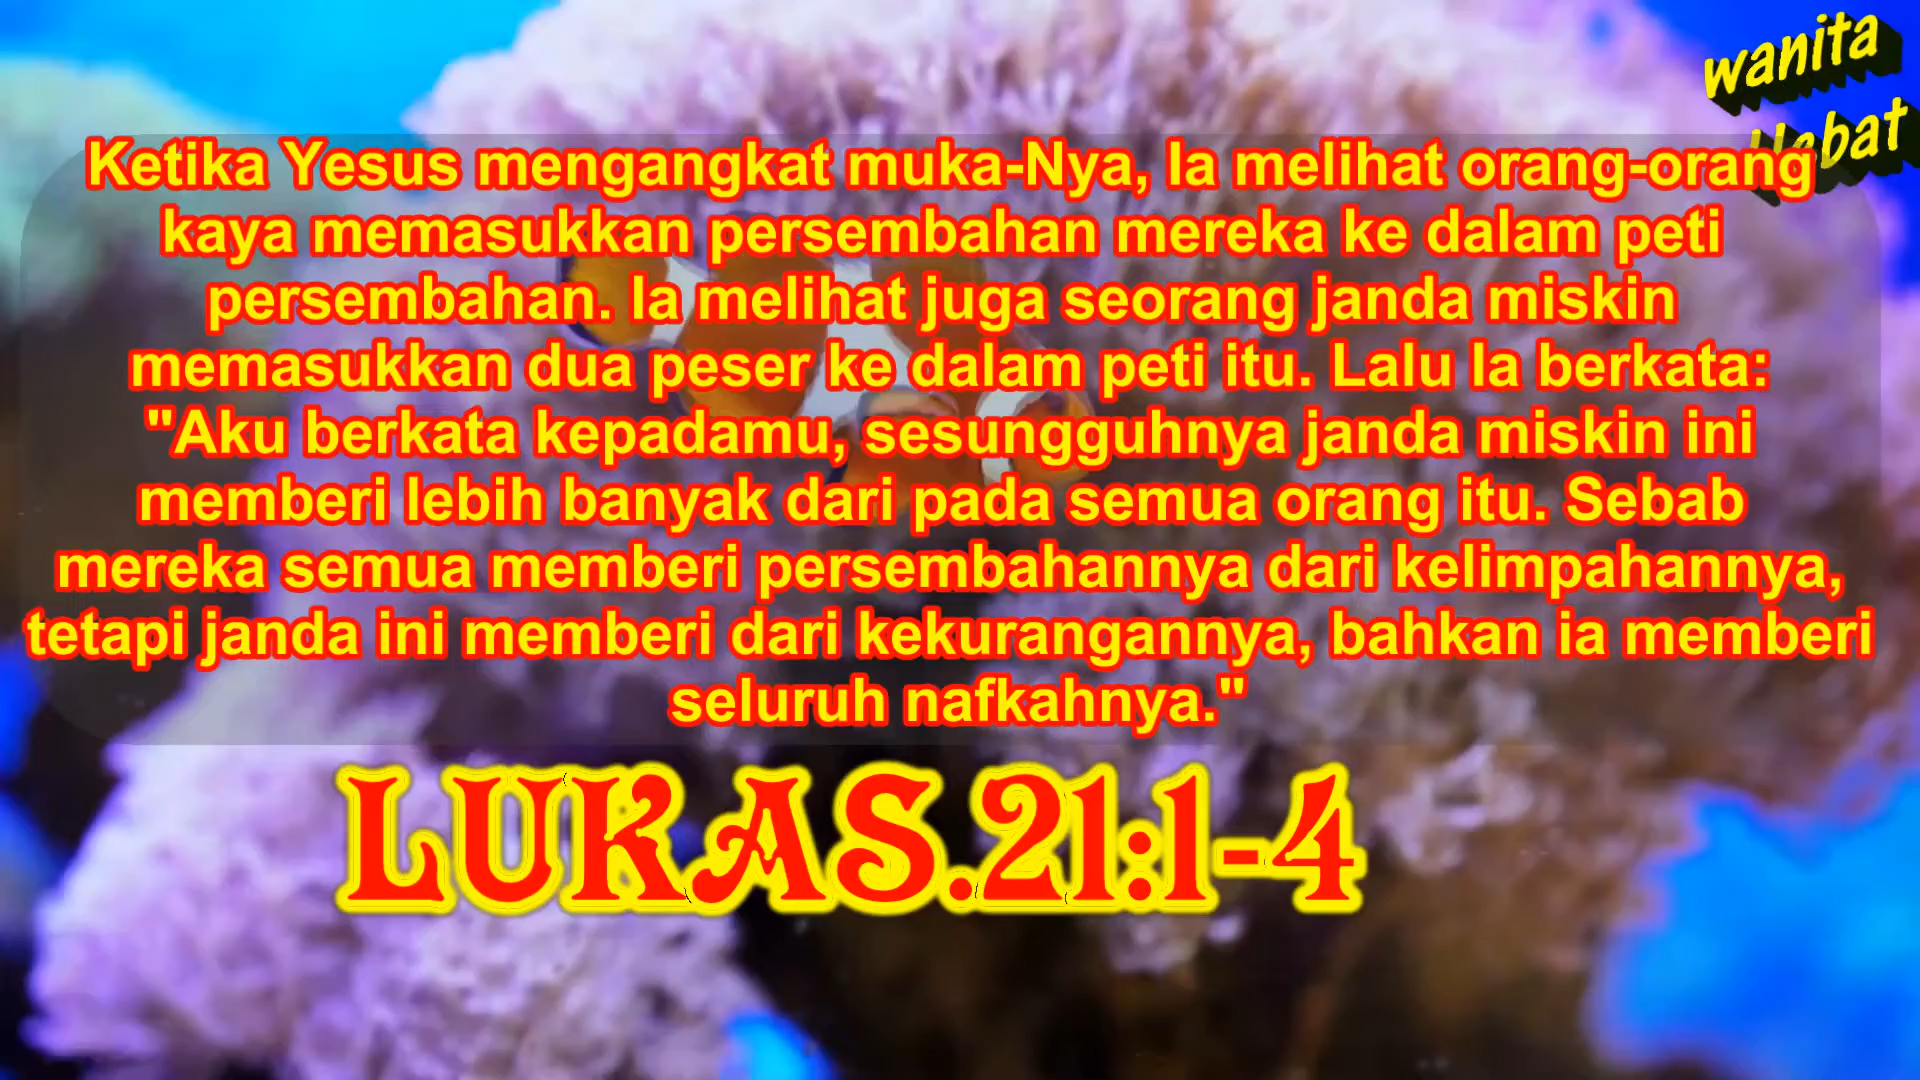 wanita
Hebat
Ketika Yesus mengangkat muka-Nya, Ia melihat orang-orang
kaya memasukkan persembahan mereka ke dalam peti
persembahan. Ia melihat juga seorang janda miskin
memasukkan dua peser ke dalam peti itu. Lalu Ia berkata:
"Aku berkata kepadamu, sesungguhnya janda miskin ini
memberi lebih banyak dari pada semua orang itu. Sebab
mereka semua memberi persembahannya dari kelimpahannya,
tetapi janda ini memberi dari kekurangannya, bahkan ia memberi
seluruh nafkahnya."
LUKAS.21:1-4